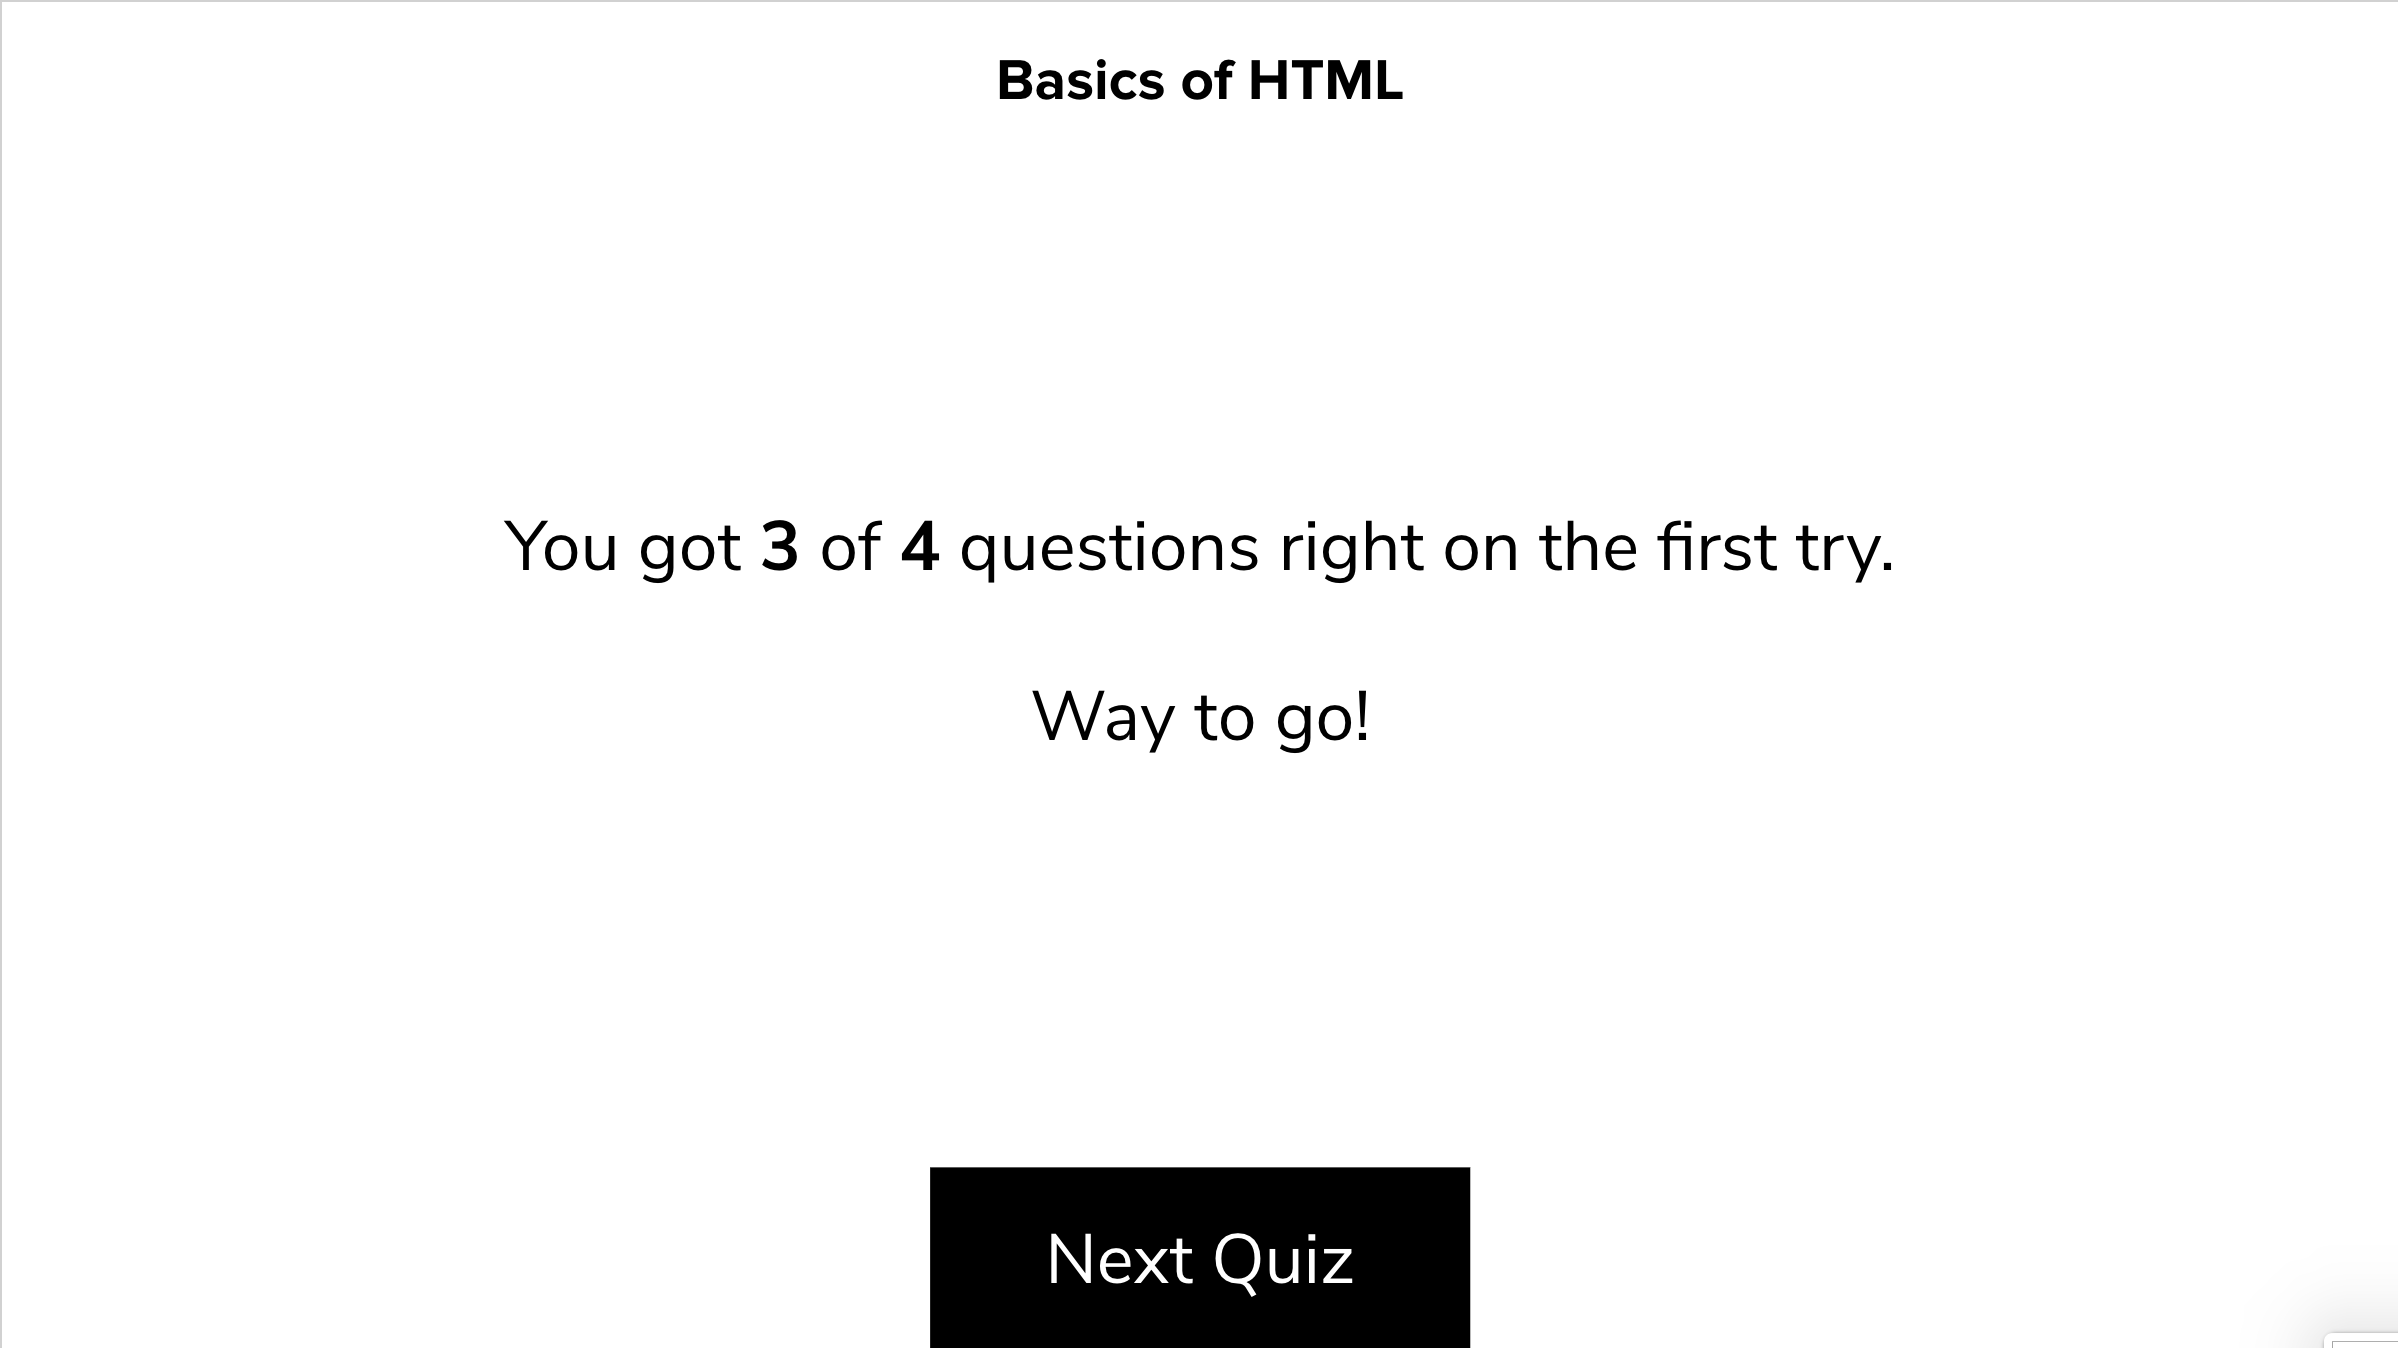 Basics of HTML
You got 3 of 4 questions right on the first try.
Way to go!
Next Quiz